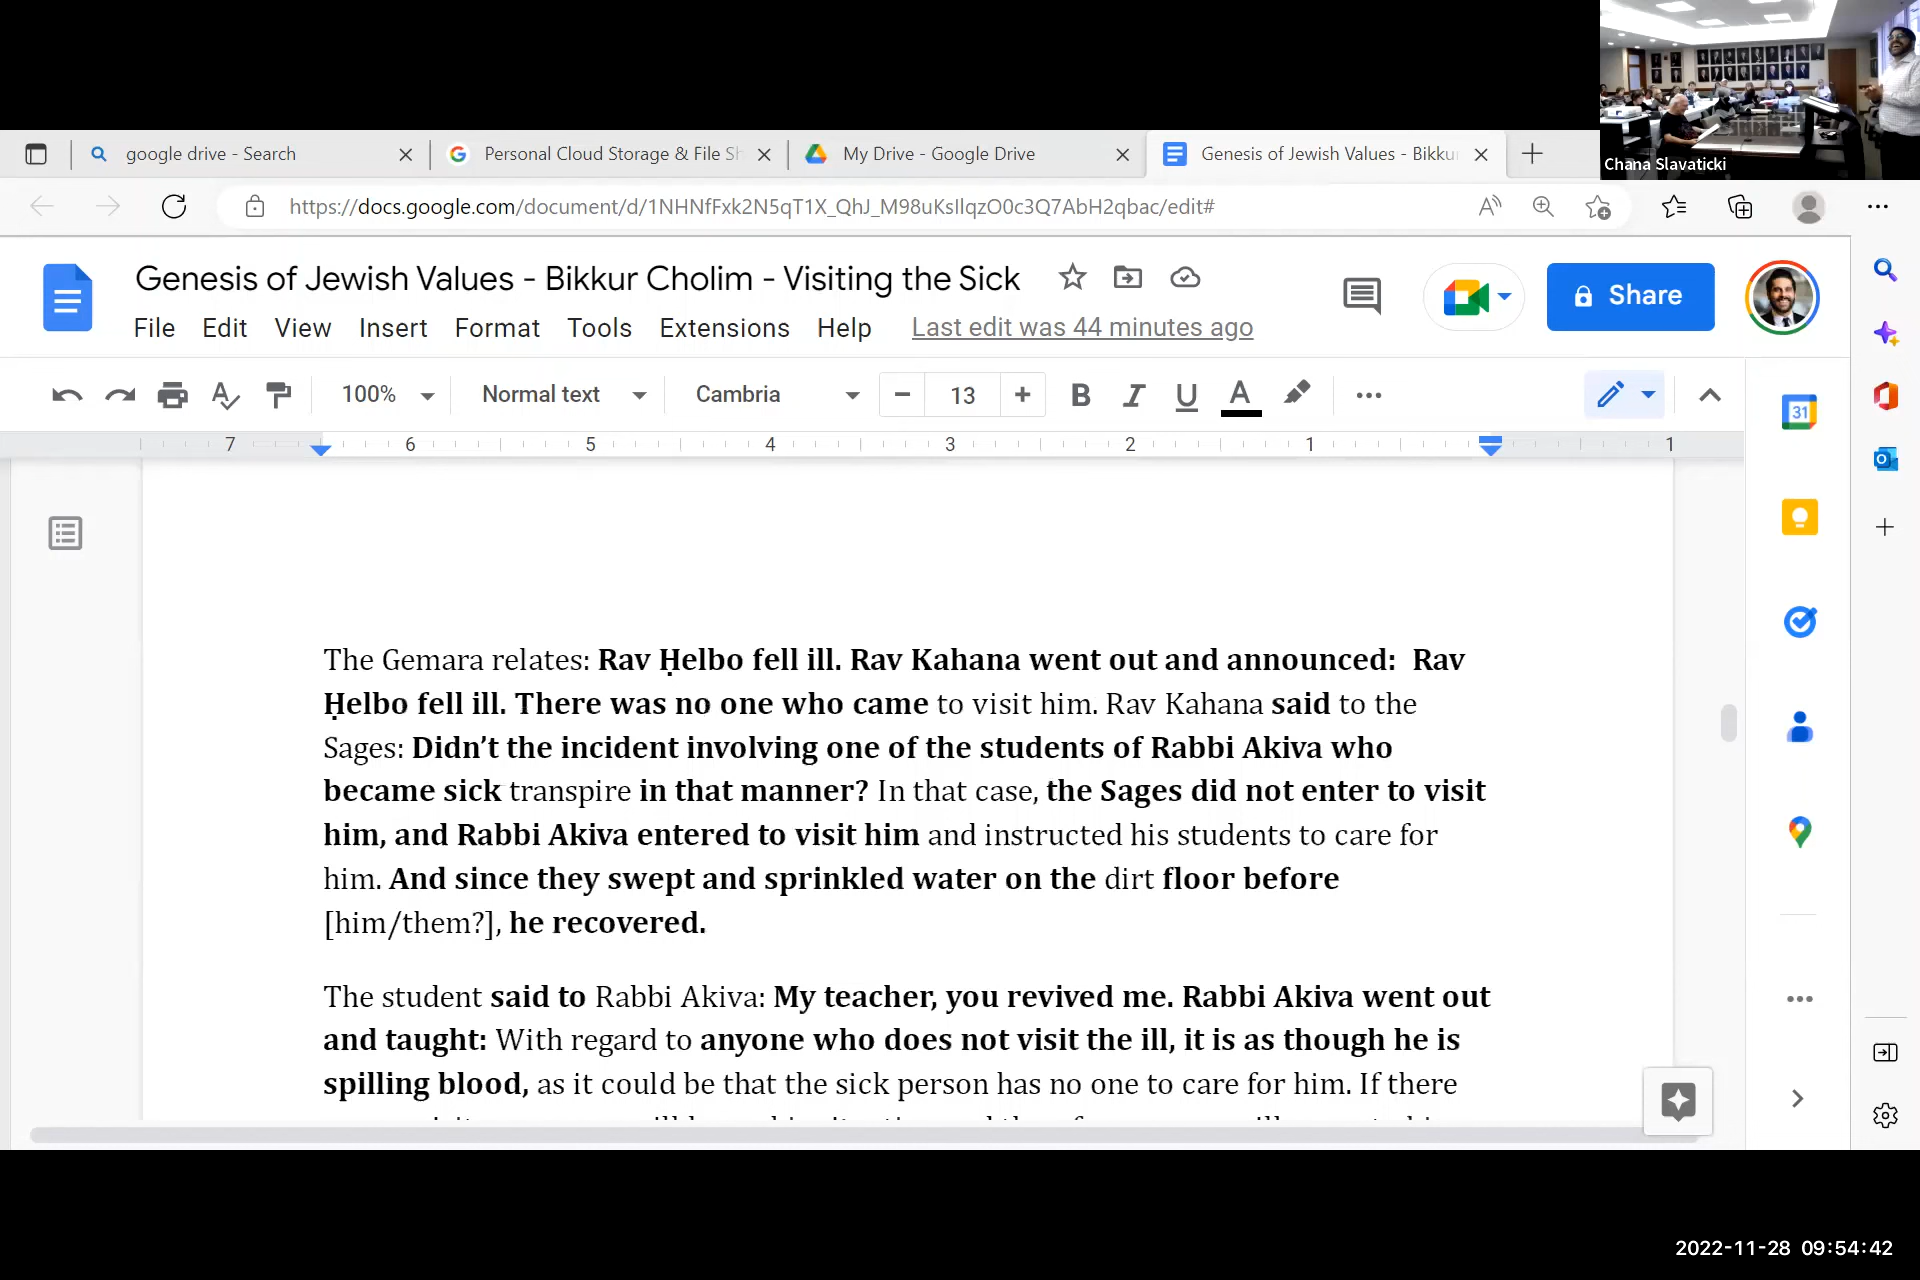 Chana Slavaticki
google drive - Search
Personal Cloud Storage & File Sh
My Drive - Google Drive
Genesis of Jewish Values - Bikku
https://docs.google.com/document/d/1NHNfFxk2N5qT1X_QhJ_M98uKsIlqzO0c3Q7AbH2qbac/edit#
Genesis of Jewish Values - Bikkur Cholim - Visiting the Sick
Share
File Edit View Insert Format Tools Extensions Help Last edit was 44 minutes ago
100% Normal text Cambria 13 B I U A
31
7 6 5 4 3 2 1 1
The Gemara relates: Rav Ḥelbo fell ill. Rav Kahana went out and announced: Rav
Ḥelbo fell ill. There was no one who came to visit him. Rav Kahana said to the
Sages: Didn’t the incident involving one of the students of Rabbi Akiva who
became sick transpire in that manner? In that case, the Sages did not enter to visit
him, and Rabbi Akiva entered to visit him and instructed his students to care for
him. And since they swept and sprinkled water on the dirt floor before
[him/them?], he recovered.
The student said to Rabbi Akiva: My teacher, you revived me. Rabbi Akiva went out
and taught: With regard to anyone who does not visit the ill, it is as though he is
spilling blood, as it could be that the sick person has no one to care for him. If there
2022-11-28 09:54:42